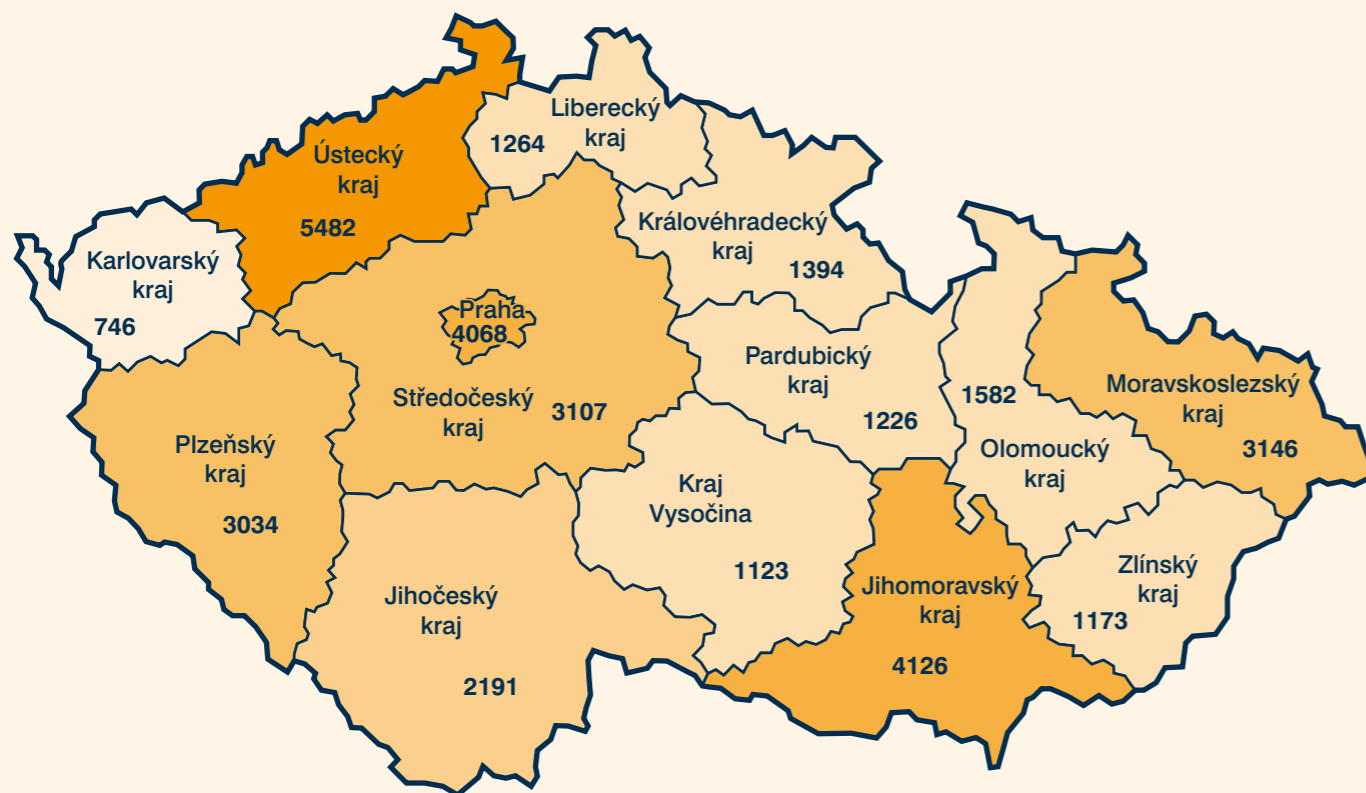 Liberecký
kraj
1264
Ústecký
kraj
5482
Královéhradecký
kraj
1394
Karlovarský
kraj
746
Praha
4068
Pardubický
kraj
1226
1582
Olomoucký
kraj
Moravskoslezský
kraj
3146
Středočeský
kraj
3107
Plzeňský
kraj
3034
Kraj
Vysočina
1123
Jihomoravský
kraj
4126
Zlínský
kraj
1173
Jihočeský
kraj
2191